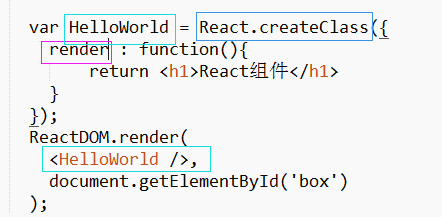 var HelloWorld = React.createClass({
render : function(){
return <h1>React组件</h1>
}
});
ReactDOM.render(
<HelloWorld />,
document.getElementById('box')
);